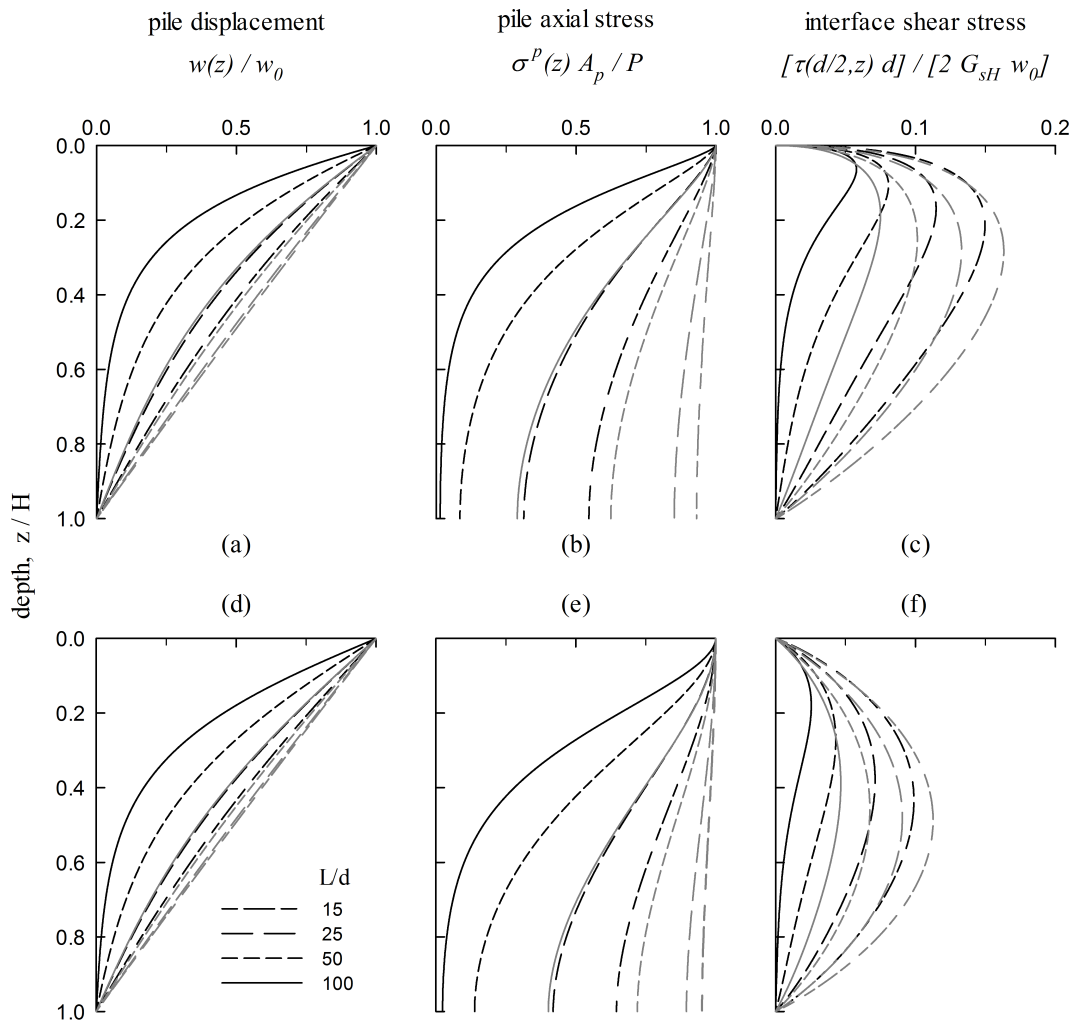 pile displacement
w(z) / w0
pile axial stress
σp(z) Ap / P
interface shear stress
[τ(d/2,z) d] / [2 GsH w0]
0.0 0.5 1.0
0.0 0.5 1.0
0.0 0.1 0.2
0.0
0.2
0.4
0.6
0.8
1.0
depth, z / H
(a) (b) (c)
(d) (e) (f)
0.0
0.2
0.4
0.6
0.8
1.0
L/d
15
25
50
100